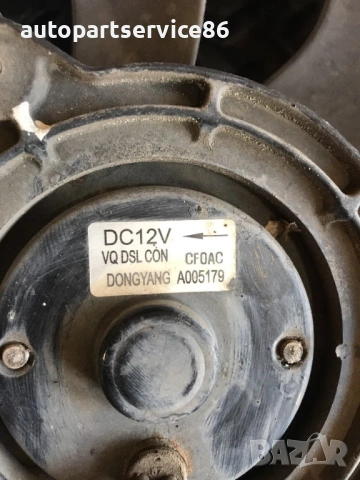 autopartservice86
DC12V ←
VQ DSL CON CF0AC
DONGYANG A005179
BAZAR